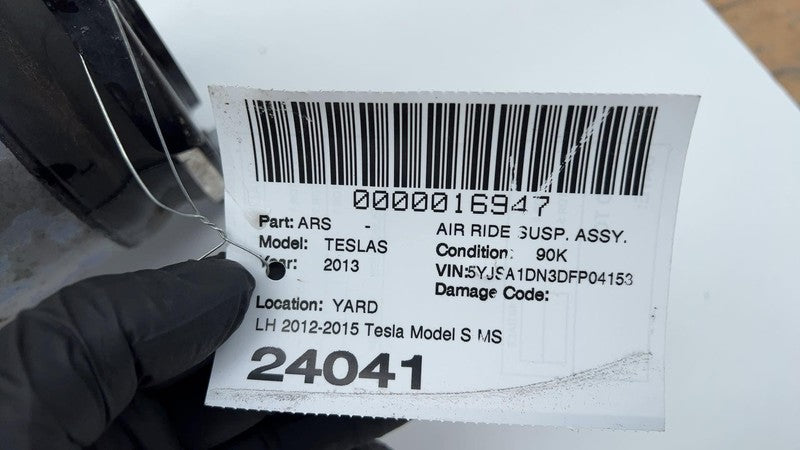 0000016947
Part: ARS - AIR RIDE SUSP. ASSY.
Model: TESLAS Condition: 90K
Year: 2013 VIN:5YJSA1DN3DFP04153
Damage Code:
Location: YARD
LH 2012-2015 Tesla Model S MS
24041